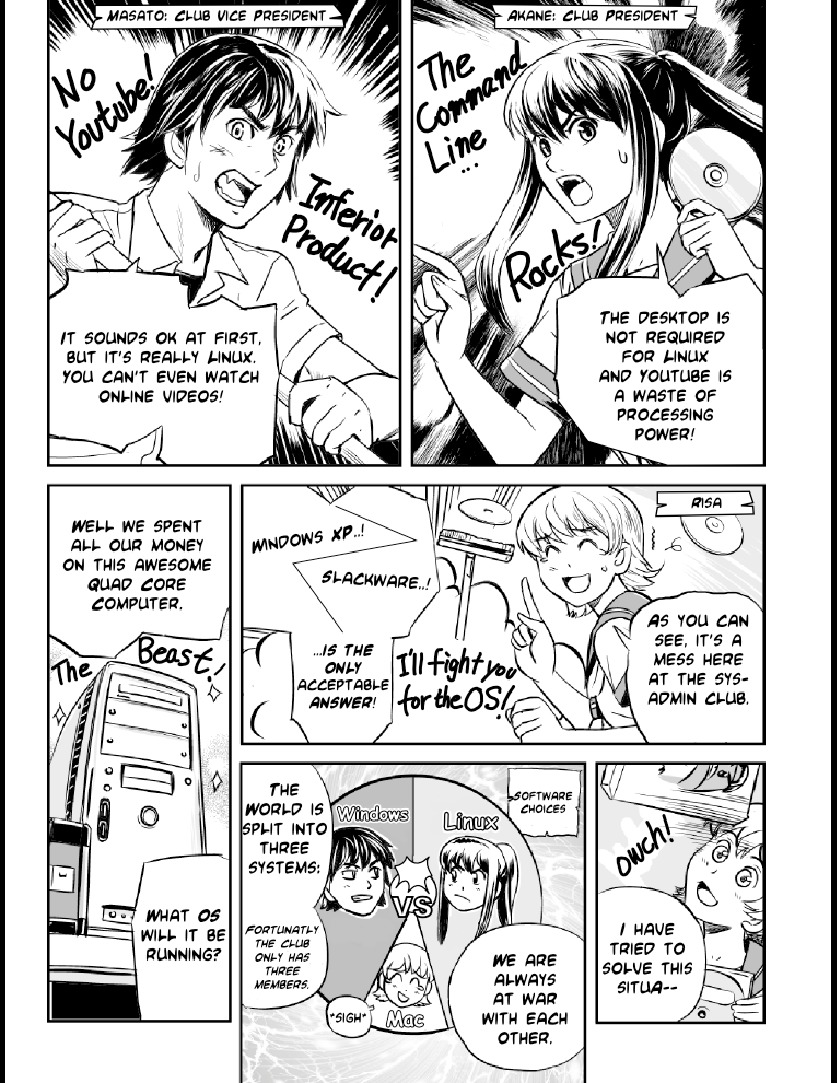 MASATO: CLUB VICE PRESIDENT
No
Youtube!
Inferior
Product!
IT SOUNDS OK AT FIRST,
BUT IT'S REALLY LINUX.
YOU CAN'T EVEN WATCH
ONLINE VIDEOS!
AKANE: CLUB PRESIDENT
The
Command
Line
...
Rocks!
THE DESKTOP IS
NOT REQUIRED
FOR LINUX
AND YOUTUBE IS
A WASTE OF
PROCESSING
POWER!
WELL WE SPENT
ALL OUR MONEY
ON THIS AWESOME
QUAD CORE
COMPUTER.
The Beast!
WHAT OS
WILL IT BE
RUNNING?
WINDOWS XP..!
SLACKWARE..!
...IS THE
ONLY
ACCEPTABLE
ANSWER!
I'll fight you
for the OS!
RISA
AS YOU CAN
SEE, IT'S A
MESS HERE
AT THE SYS-
ADMIN CLUB.
THE
WORLD IS
SPLIT INTO
THREE
SYSTEMS:
FORTUNATLY
THE CLUB
ONLY HAS
THREE
MEMBERS.
SOFTWARE
CHOICES
Windows
Linux
VS
Mac
*SIGH*
WE ARE
ALWAYS
AT WAR
WITH EACH
OTHER.
owch!
I HAVE
TRIED TO
SOLVE THIS
SITUA--